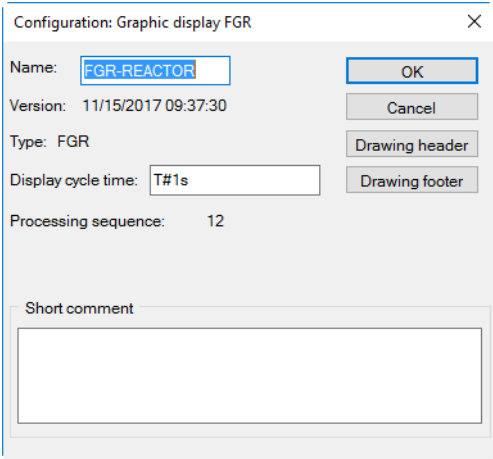 Configuration: Graphic display FGR
Name: FGR-REACTOR OK
Version: 11/15/2017 09:37:30 Cancel
Type: FGR Drawing header
Display cycle time: T#1s Drawing footer
Processing sequence: 12
Short comment